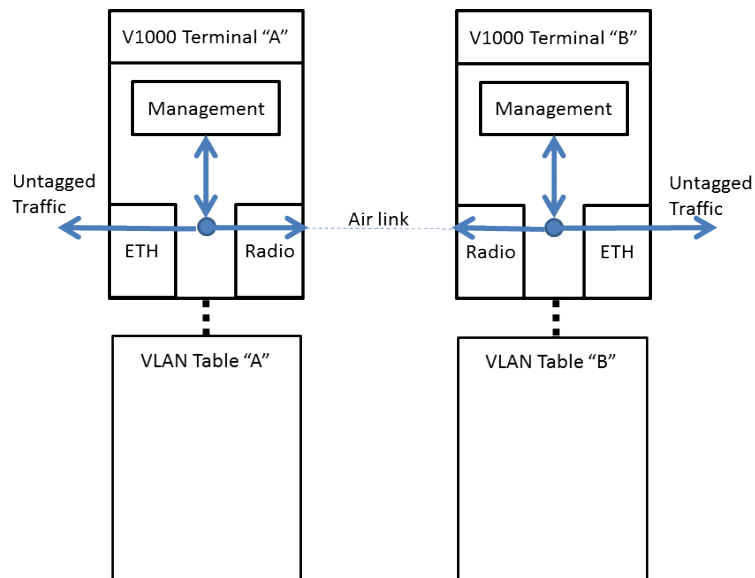 V1000 Terminal “A”
V1000 Terminal “B”
Management
Management
Untagged
Traffic
Untagged
Traffic
Air link
ETH
Radio
Radio
ETH
VLAN Table “A”
VLAN Table “B”